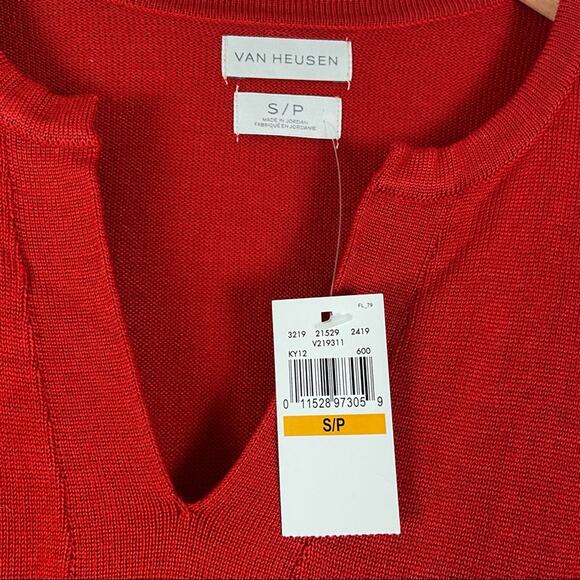 VAN HEUSEN
S/P
MADE IN JORDAN
FABRIQUÉ EN JORDANIE
FL_79
3219 21529 2419
V219311
KY12 600
0 11528 97305 9
S/P